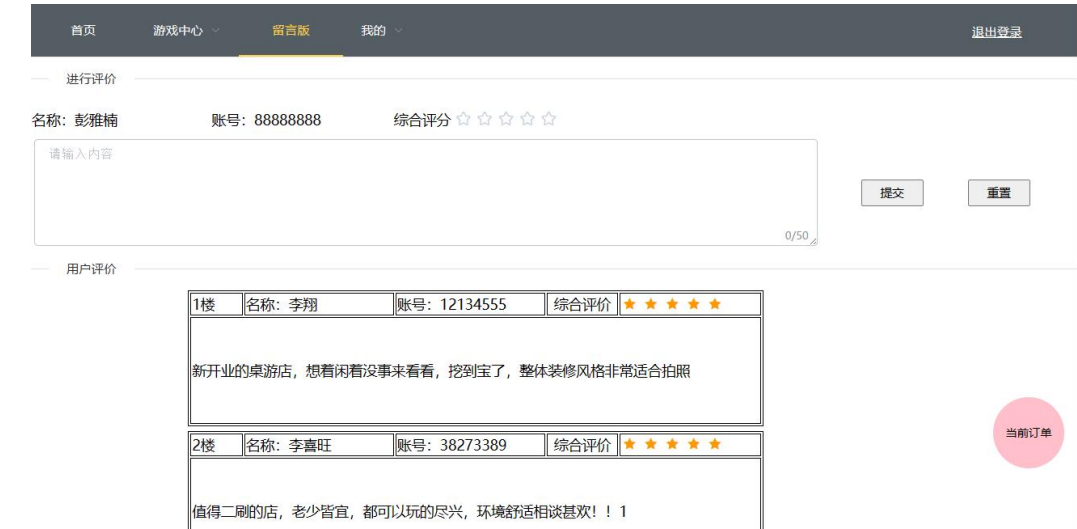 首页 游戏中心 留言版 我的 退出登录
进行评价
名称：彭雅楠 账号：88888888 综合评分
请输入内容
提交 重置
0/50
用户评价
1楼 名称：李翔 账号：12134555 综合评价
新开业的桌游店，想着闲着没事来看看，挖到宝了，整体装修风格非常适合拍照
当前订单
2楼 名称：李喜旺 账号：38273389 综合评价
值得二刷的店，老少皆宜，都可以玩的尽兴，环境舒适相谈甚欢！！1